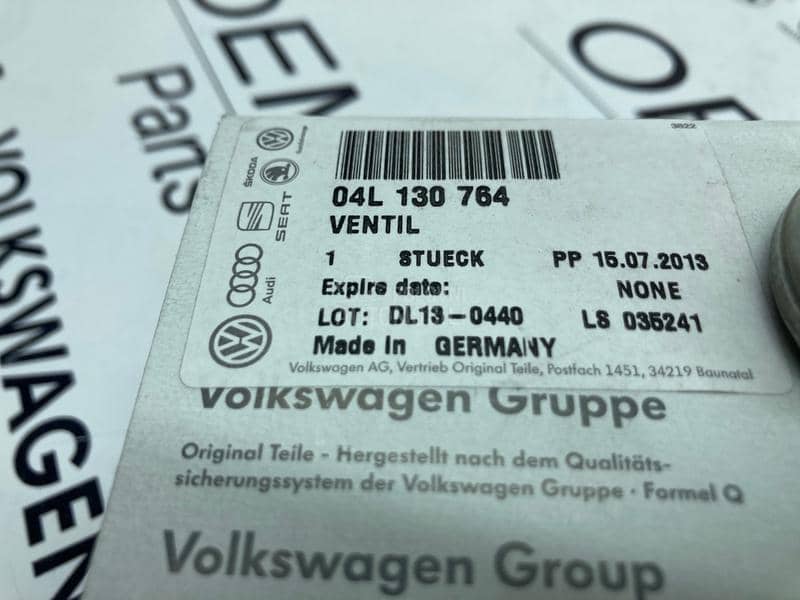 3822
04L 130 764
VENTIL
1 STUECK PP 15.07.2013
Expire date: NONE
LOT: DL13-0440 LS 035241
Made in GERMANY
Volkswagen AG, Vertrieb Original Teile, Postfach 1451, 34219 Baunatal
ŠKODA
SEAT
Audi
Volkswagen Gruppe
Original Teile - Hergestellt nach dem Qualitäts-
sicherungssystem der Volkswagen Gruppe · Formel Q
Volkswagen Group
OEM
Parts
VOLKSWAGEN
OE